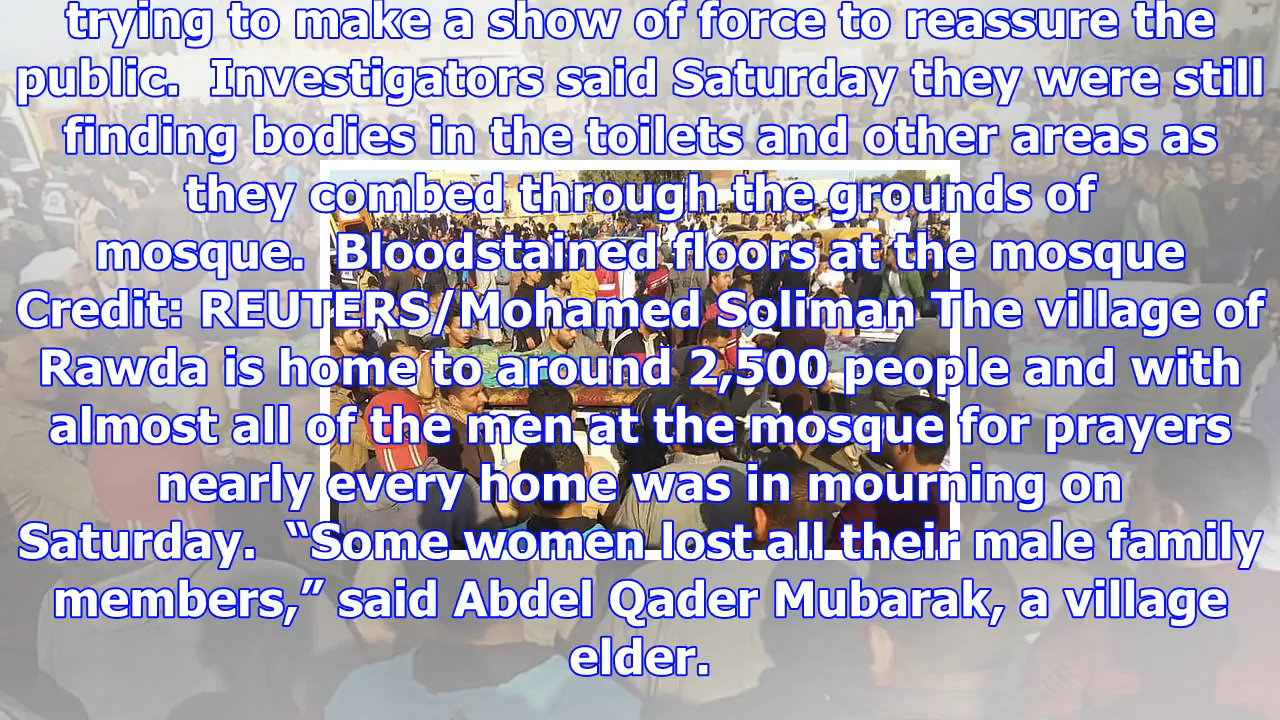 trying to make a show of force to reassure the
public.  Investigators said Saturday they were still
finding bodies in the toilets and other areas as
they combed through the grounds of
mosque.  Bloodstained floors at the mosque
Credit: REUTERS/Mohamed Soliman The village of
Rawda is home to around 2,500 people and with
almost all of the men at the mosque for prayers
nearly every home was in mourning on
Saturday.  “Some women lost all their male family
members,” said Abdel Qader Mubarak, a village
elder.